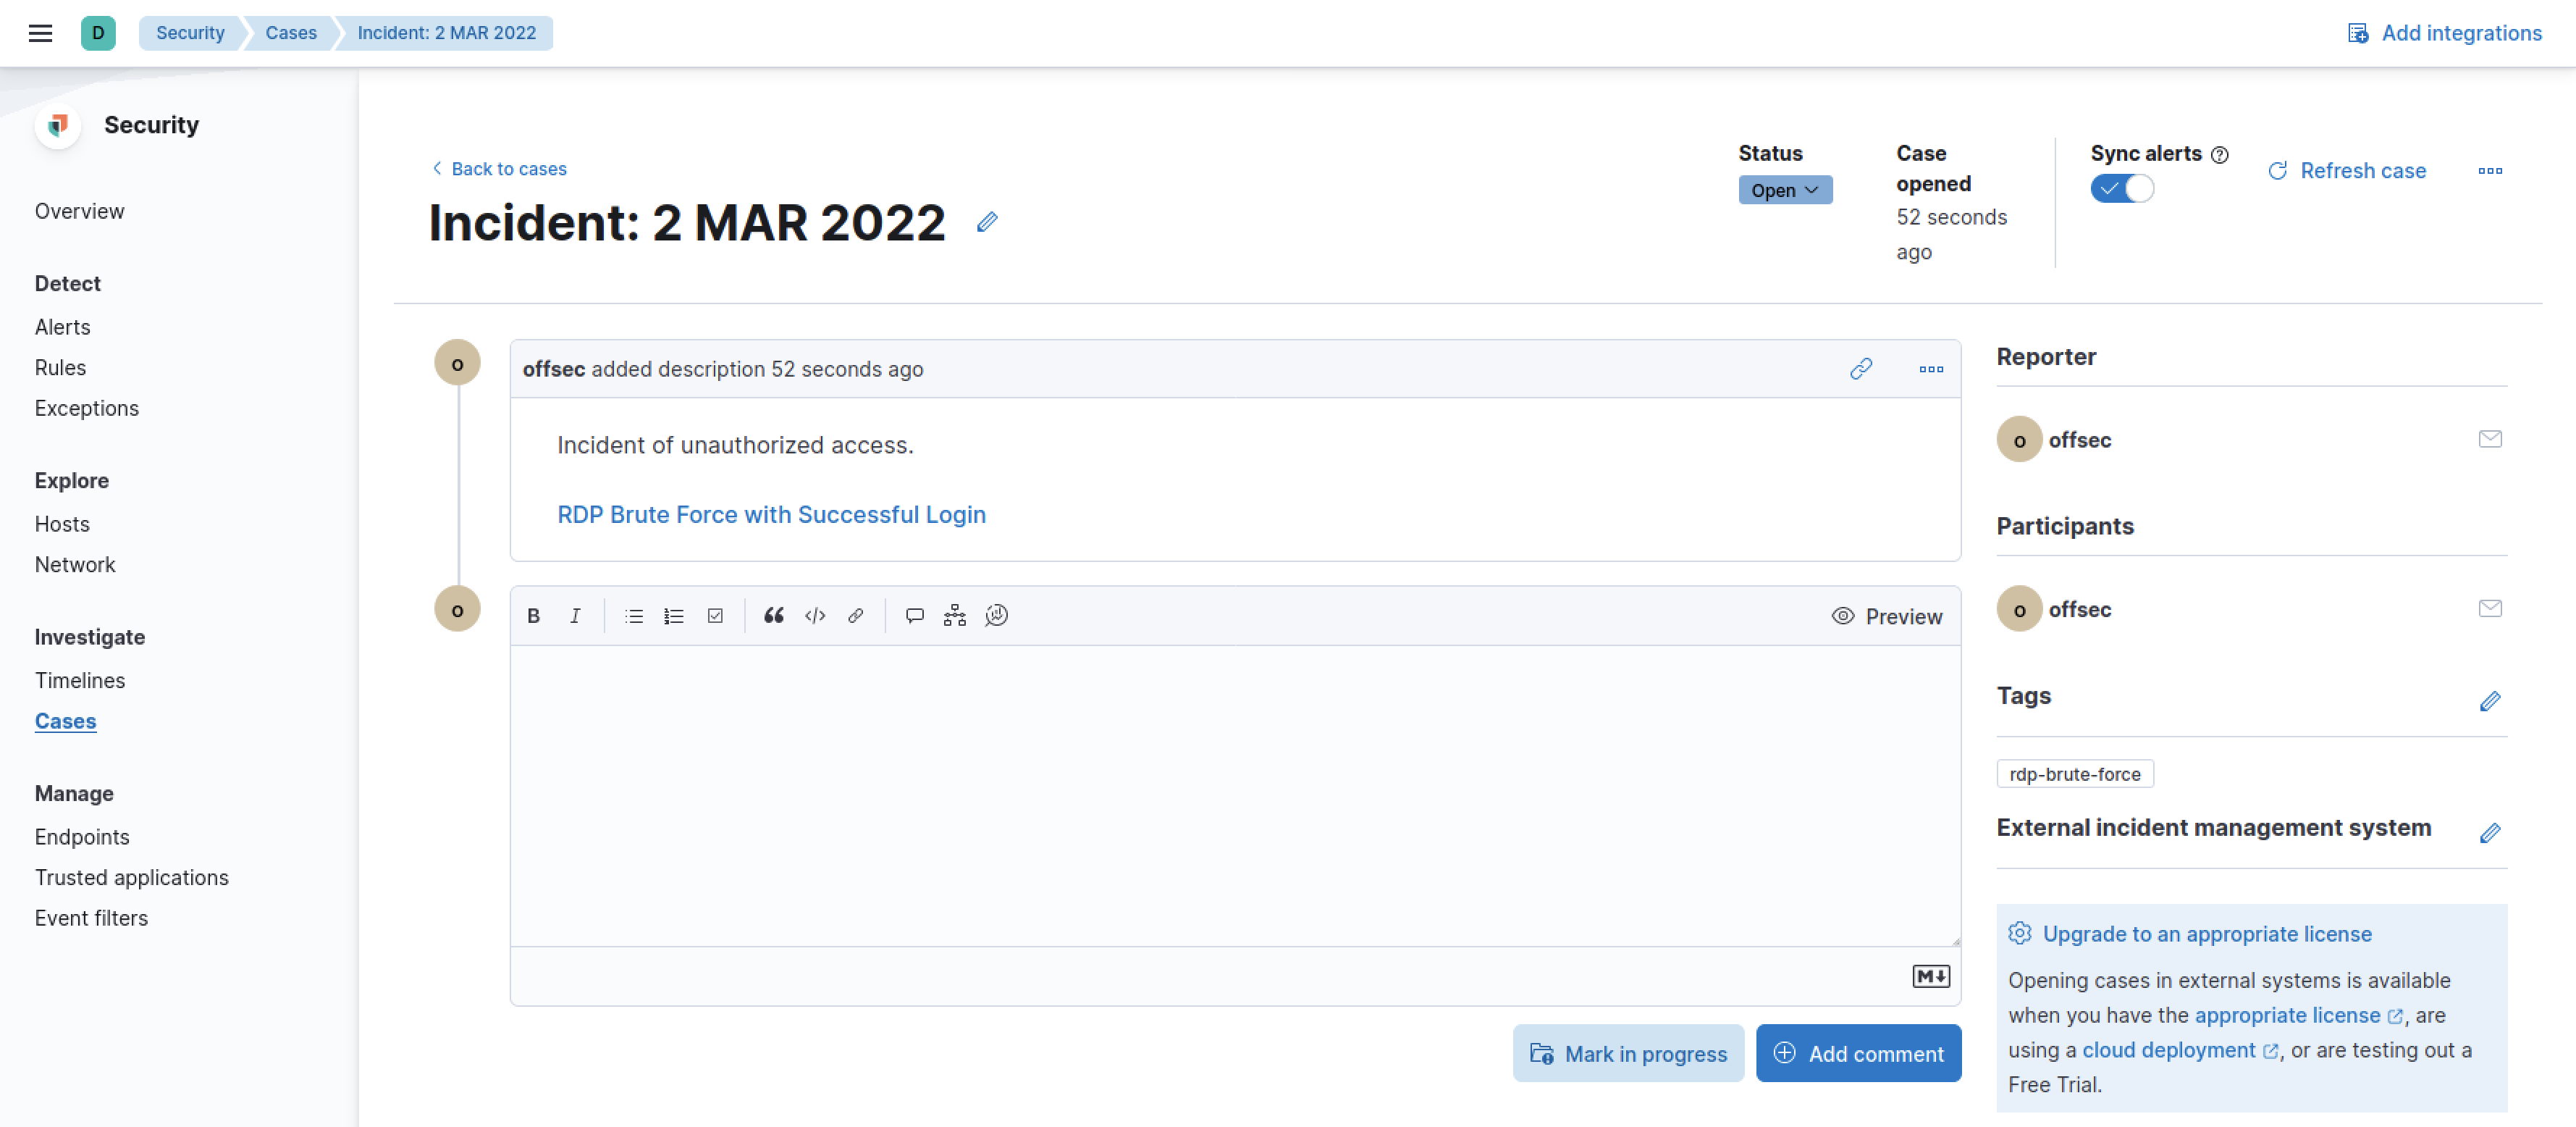 D
Security
Cases
Incident: 2 MAR 2022
Add integrations
Security
Overview
Detect
Alerts
Rules
Exceptions
Explore
Hosts
Network
Investigate
Timelines
Cases
Manage
Endpoints
Trusted applications
Event filters
Back to cases
Incident: 2 MAR 2022
Status
Open
Case
opened
52 seconds
ago
Sync alerts
Refresh case
o
offsec added description 52 seconds ago
Incident of unauthorized access.
RDP Brute Force with Successful Login
o
B I
Preview
M
Mark in progress
Add comment
Reporter
o
offsec
Participants
o
offsec
Tags
rdp-brute-force
External incident management system
Upgrade to an appropriate license
Opening cases in external systems is available
when you have the appropriate license, are
using a cloud deployment, or are testing out a
Free Trial.